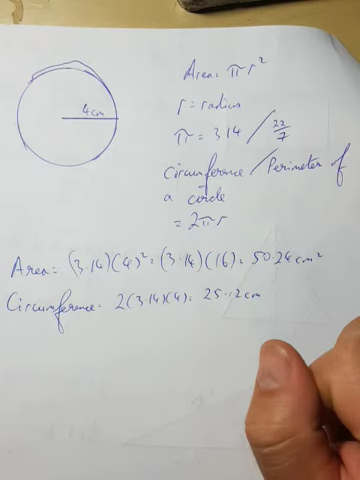 4cm
Area = πr²
r = radius
π = 3.14 / 22/7
Circumference / Perimeter of
a circle
= 2πr
Area = (3.14)(4)² = (3.14)(16) = 50.24 cm²
Circumference = 2(3.14)(4) = 25.12 cm